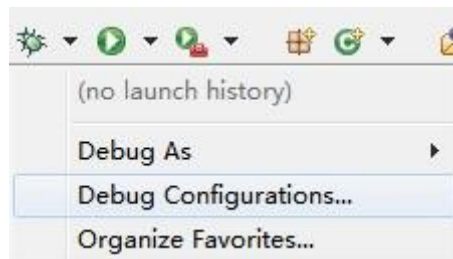 (no launch history)
Debug As
Debug Configurations...
Organize Favorites...